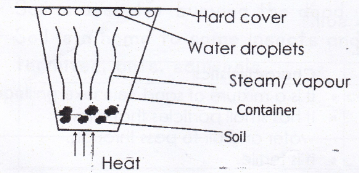 Hard cover
Water droplets
Steam/ vapour
Container
Soil
Heat